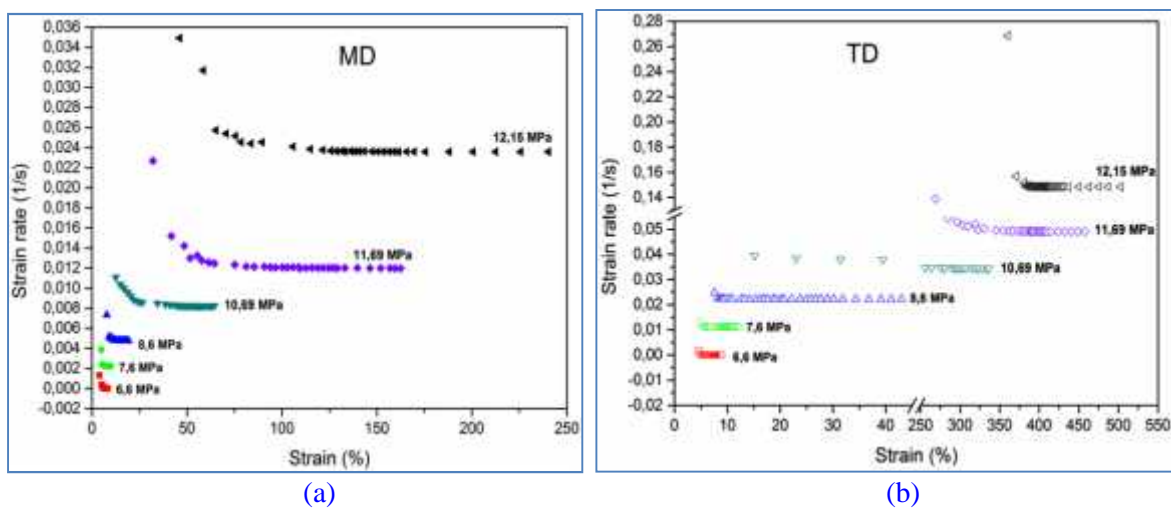 0,036
0,034
0,032
0,030
0,028
0,026
0,024
0,022
0,020
0,018
0,016
0,014
0,012
0,010
0,008
0,006
0,004
0,002
0,000
-0,002
Strain rate (1/s)
MD
12,15 MPa
11,69 MPa
10,69 MPa
8,6 MPa
7,6 MPa
6,6 MPa
0 50 100 150 200 250
Strain (%)
(a)
0,28
0,26
0,24
0,22
0,20
0,18
0,16
0,14
0,05
0,04
0,03
0,02
0,01
0,00
-0,01
-0,02
Strain rate (1/s)
TD
12,15 MPa
11,69 MPa
10,69 MPa
8,6 MPa
7,6 MPa
6,6 MPa
0 10 20 30 40 250 300 350 400 450 500 550
Strain (%)
(b)